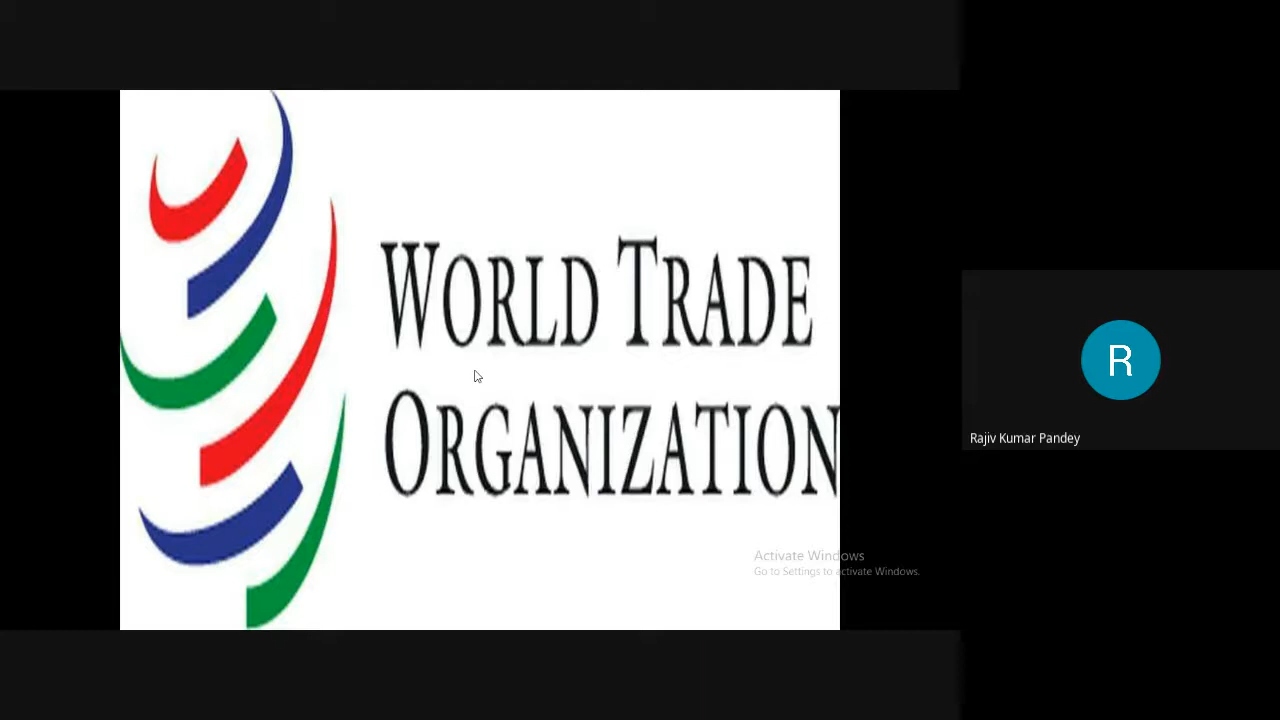 WORLD TRADE
ORGANIZATION
Activate Windows
Go to Settings to activate Windows.
R
Rajiv Kumar Pandey